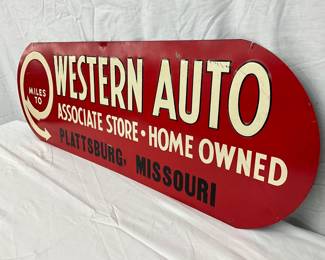 MILES
TO
WESTERN AUTO
ASSOCIATE STORE • HOME OWNED
PLATTSBURG, MISSOURI